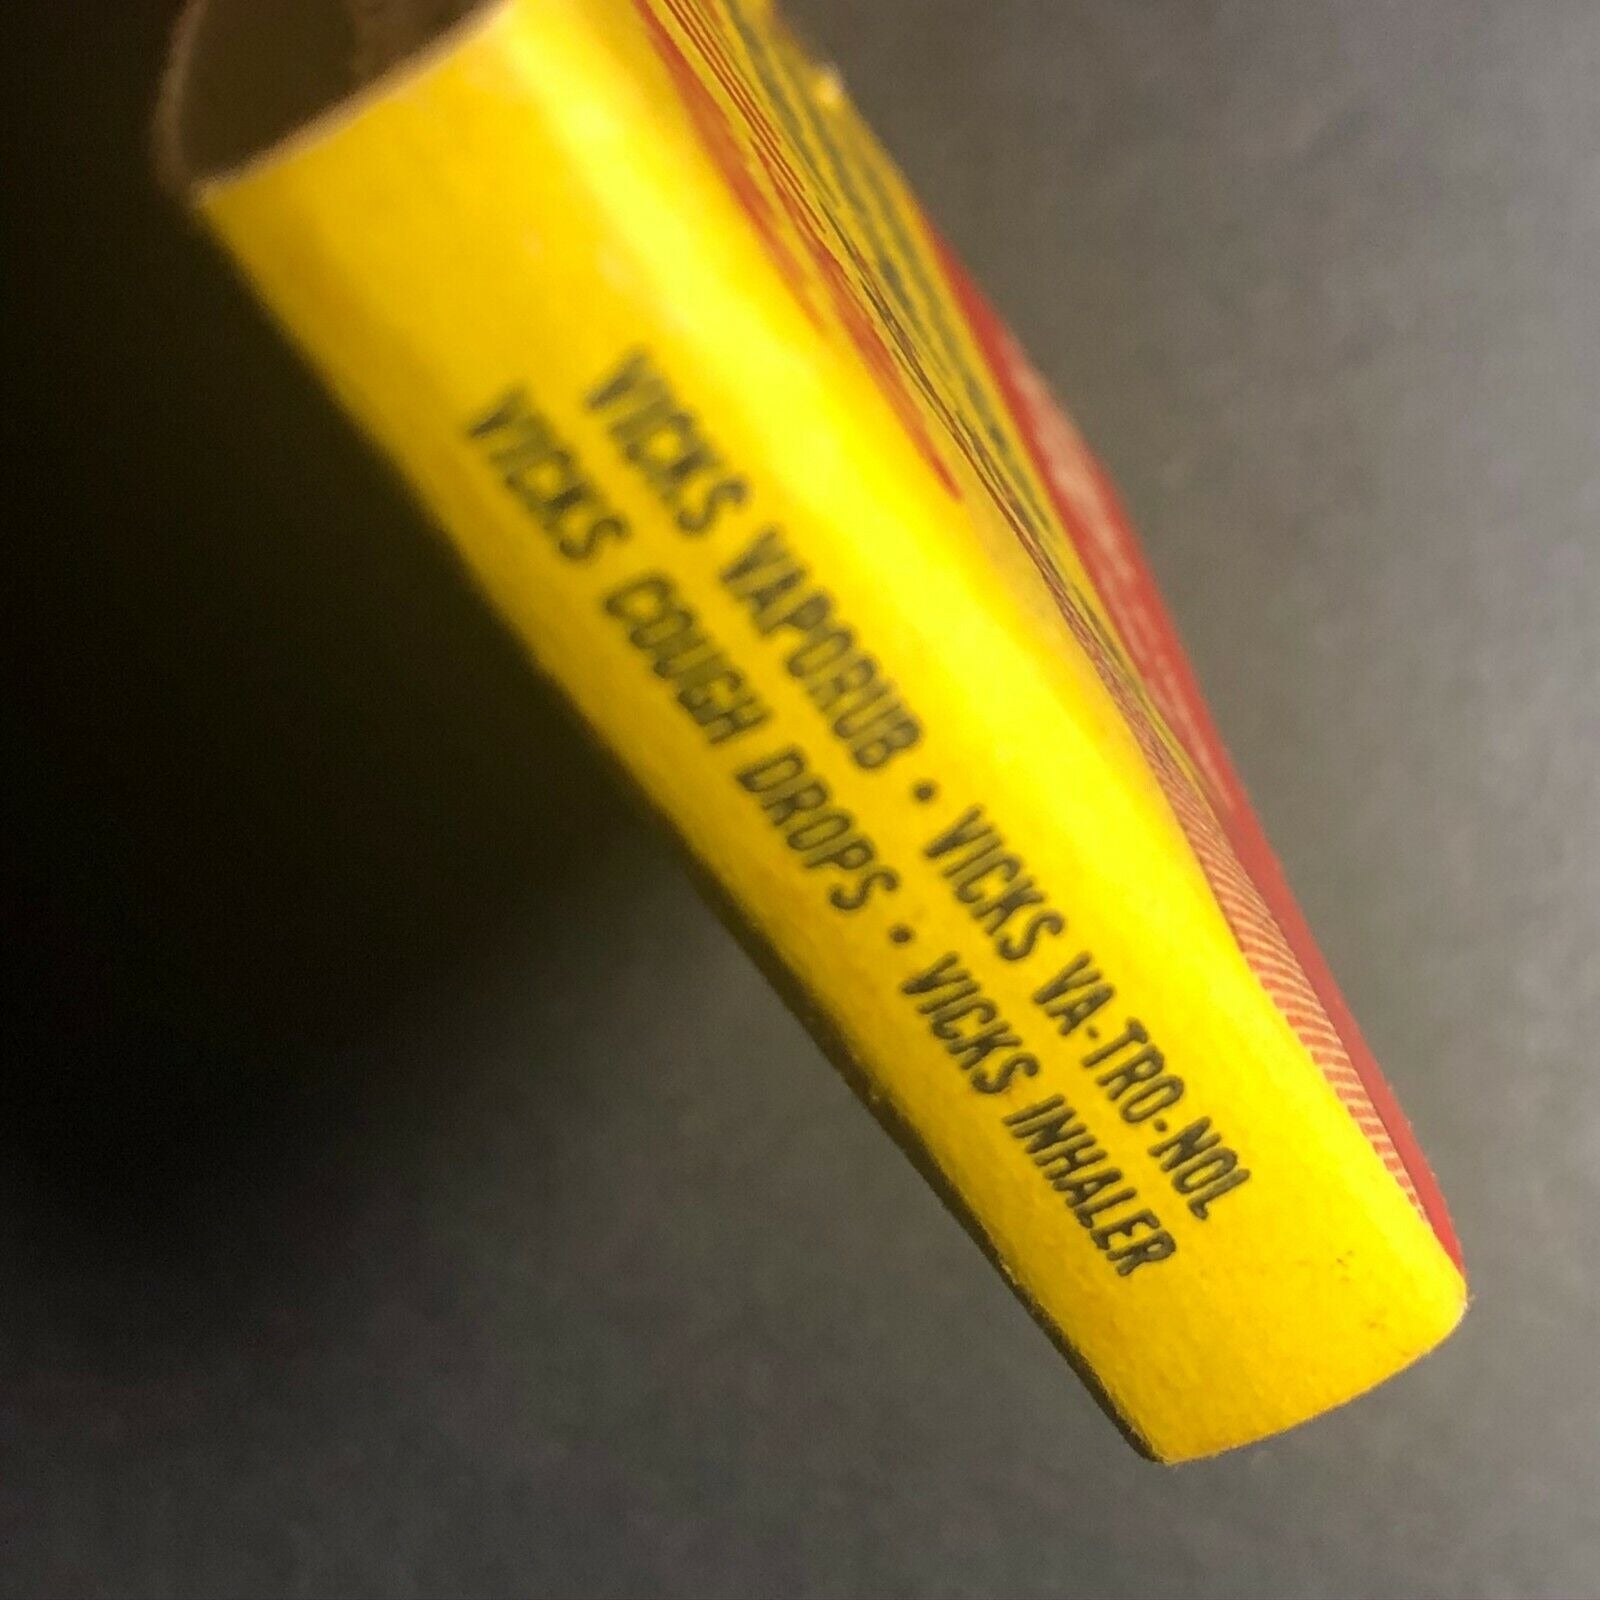 VICKS VAPORUB • VICKS VA-TRO-NOL
VICKS COUGH DROPS • VICKS INHALER